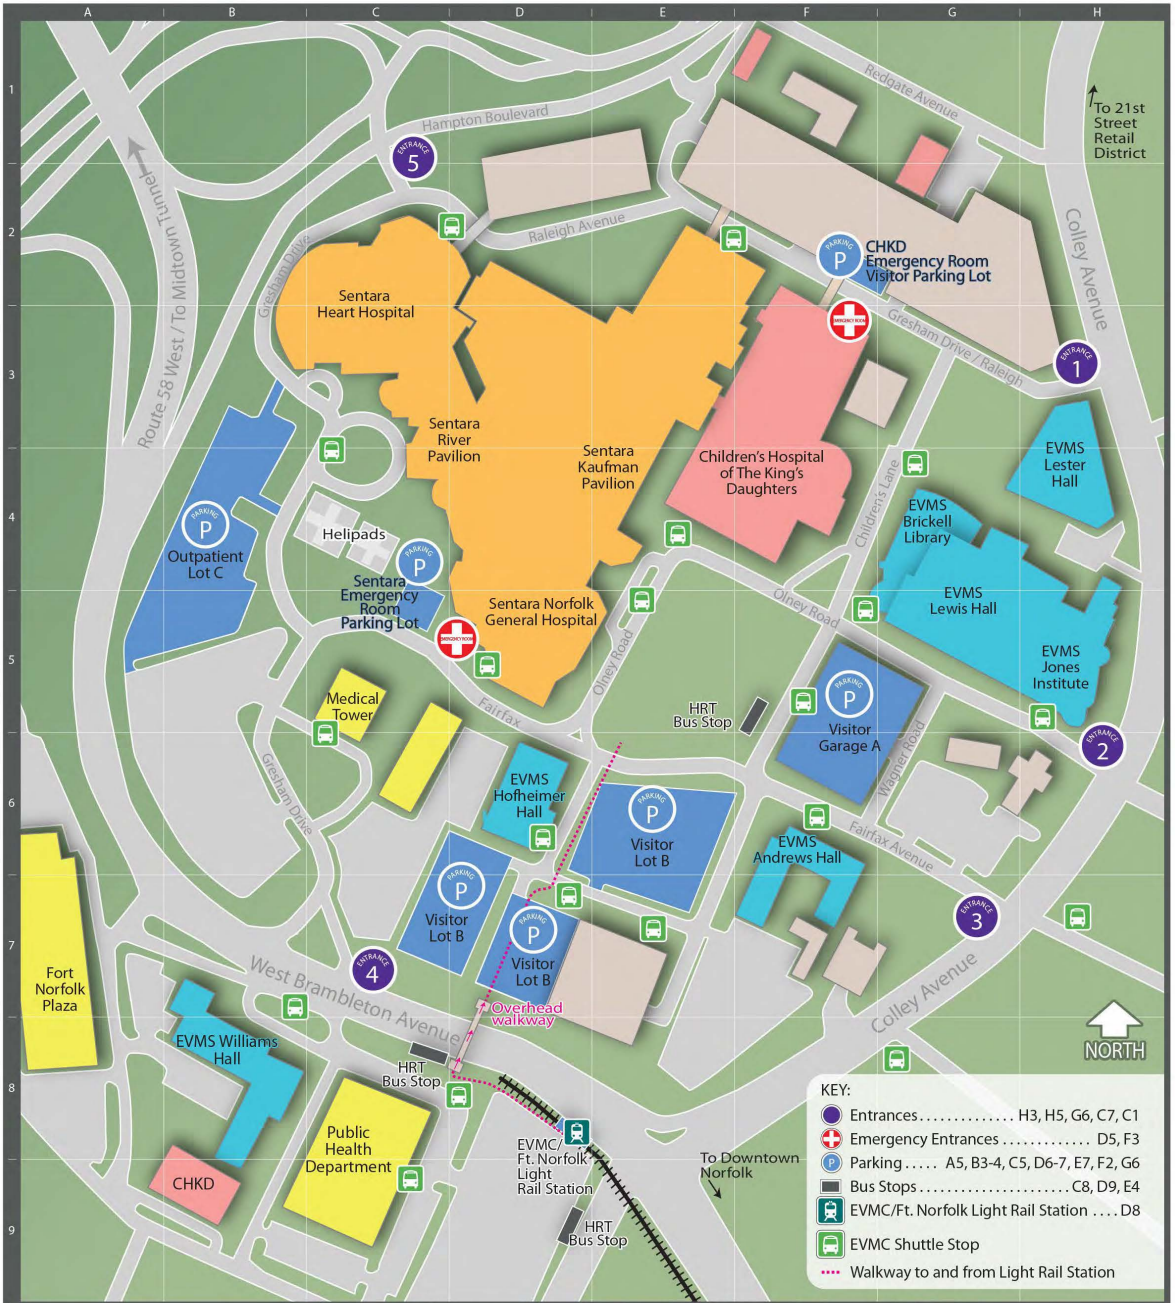 A B C D E F G H
1
2
3
4
5
6
7
8
9
Redgate Avenue
To 21st
Street
Retail
District
Hampton Boulevard
ENTRANCE
5
Raleigh Avenue
Route 58 West / To Midtown Tunnel
Gresham Drive
Colley Avenue
PARKING
P
CHKD
Emergency Room
Visitor Parking Lot
Sentara
Heart Hospital
EMERGENCY ROOM
Gresham Drive / Raleigh
ENTRANCE
1
Sentara
River
Pavilion
Sentara
Kaufman
Pavilion
Children's Hospital
of The King's
Daughters
EVMS
Lester
Hall
Children's Lane
EVMS
Brickell
Library
PARKING
P
Outpatient
Lot C
Helipads
PARKING
P
Sentara
Emergency
Room
Parking Lot
Sentara Norfolk
General Hospital
EMERGENCY ROOM
Olney Road
EVMS
Lewis Hall
Olney Road
EVMS
Jones
Institute
Medical
Tower
Fairfax
HRT
Bus Stop
PARKING
P
Visitor
Garage A
Wagner Road
ENTRANCE
2
Gresham Drive
EVMS
Hofheimer
Hall
PARKING
P
Visitor
Lot B
EVMS
Andrews Hall
Fairfax Avenue
PARKING
P
Visitor
Lot B
PARKING
P
Visitor
Lot B
ENTRANCE
3
ENTRANCE
4
Fort
Norfolk
Plaza
West Brambleton Avenue
Overhead
walkway
Colley Avenue
NORTH
EVMS Williams
Hall
HRT
Bus Stop
Public
Health
Department
CHKD
EVMC/
Ft. Norfolk
Light
Rail Station
To Downtown
Norfolk
HRT
Bus Stop
KEY:
Entrances.............. H3, H5, G6, C7, C1
Emergency Entrances ............. D5, F3
P
Parking ..... A5, B3-4, C5, D6-7, E7, F2, G6
Bus Stops ........................ C8, D9, E4
EVMC/Ft. Norfolk Light Rail Station .... D8
EVMC Shuttle Stop
Walkway to and from Light Rail Station